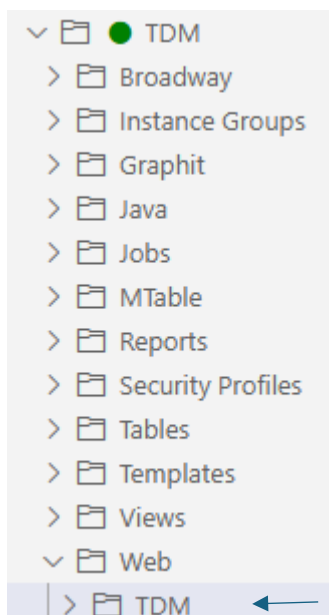 TDM
Broadway
Instance Groups
Graphit
Java
Jobs
MTable
Reports
Security Profiles
Tables
Templates
Views
Web
TDM